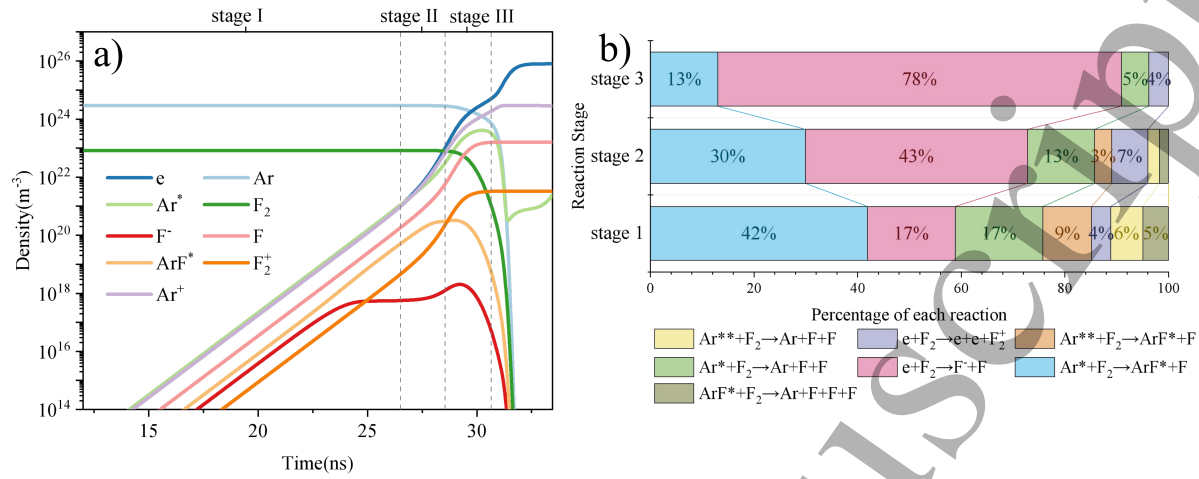 stage I stage II stage III
a)
10^26
10^24
10^22
10^20
10^18
10^16
10^14
Density(m^-3)
e Ar
Ar* F₂
F⁻ F
ArF* F₂⁺
Ar⁺
15 20 25 30
Time(ns)
b)
Reaction Stage
stage 3
13% 78% 5% 4%
stage 2
30% 43% 13% 3% 7%
stage 1
42% 17% 17% 9% 4% 6% 5%
0 20 40 60 80 100
Percentage of each reaction
Ar**+F₂→Ar+F+F e+F₂→e+e+F₂⁺ Ar**+F₂→ArF*+F
Ar*+F₂→Ar+F+F e+F₂→F⁻+F Ar*+F₂→ArF*+F
ArF*+F₂→Ar+F+F+F